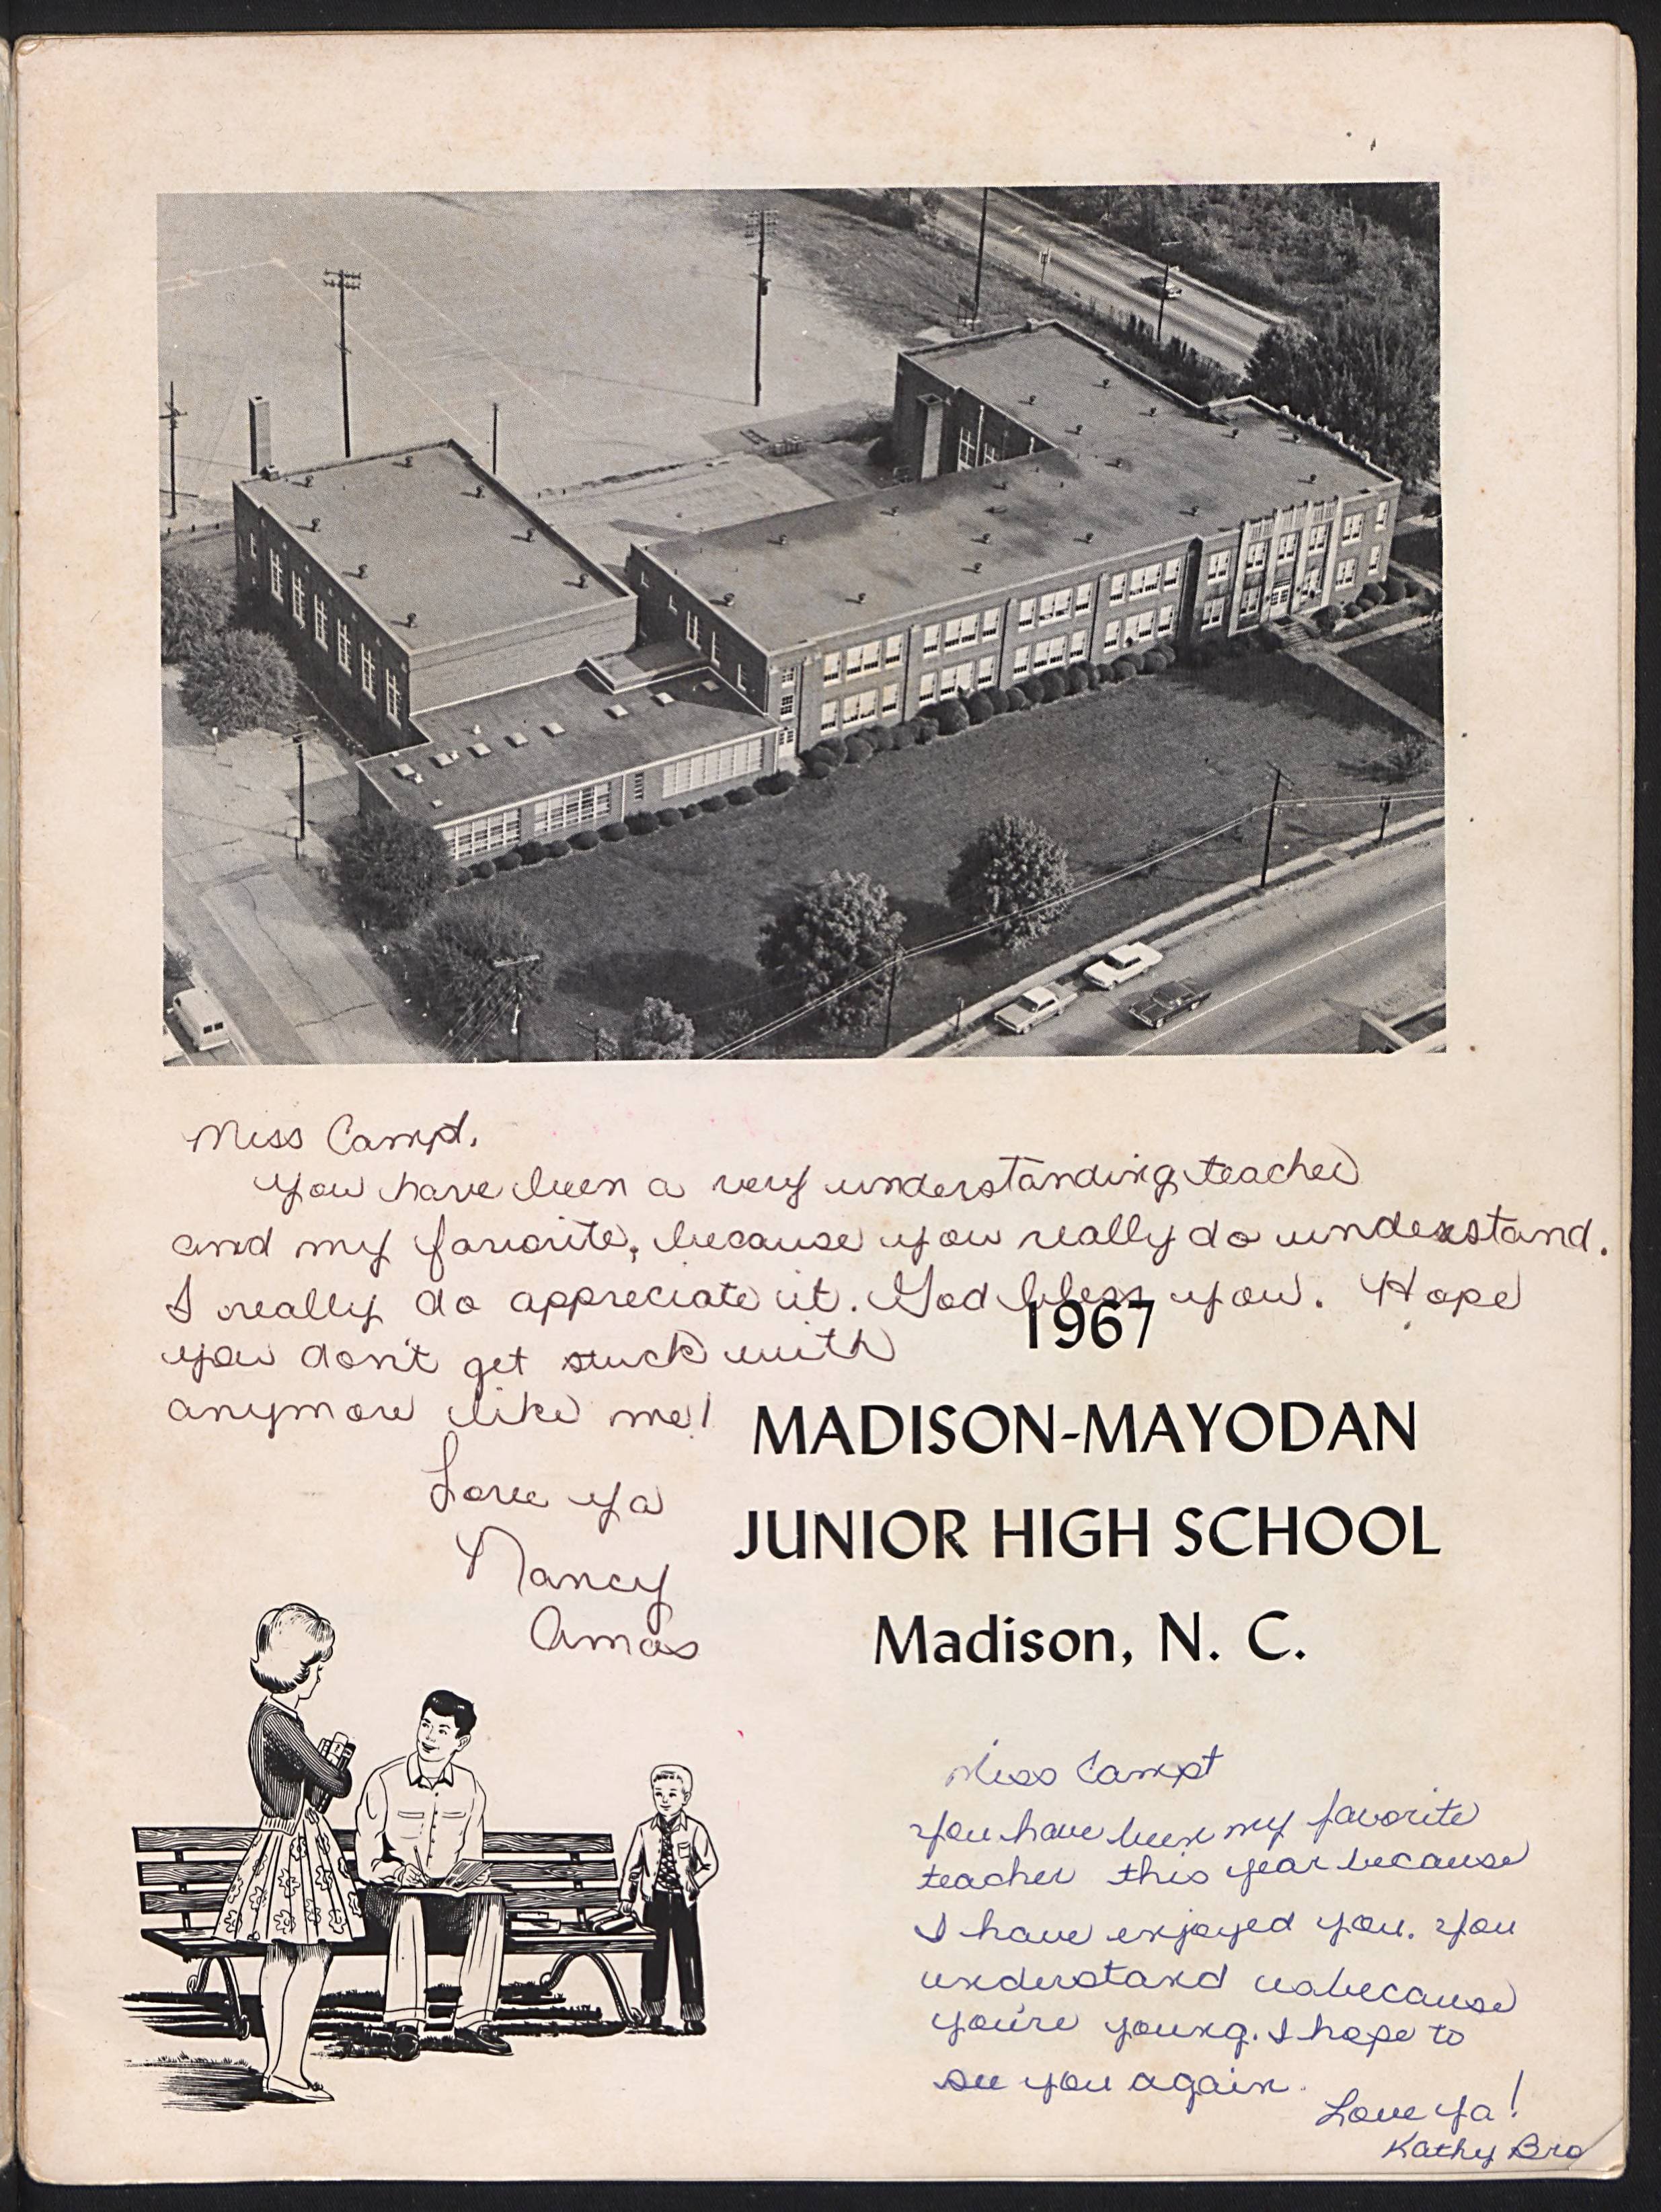 Miss Camp.
You have been a very understanding teacher
and my favorite, because you really do understand.
I really do appreciate it. God bless you. Hope
you don't get stuck with
anymore like me!
Love ya
Nancy
Amos
1967
MADISON-MAYODAN
JUNIOR HIGH SCHOOL
Madison, N. C.
Miss Campt
You have been my favorite
teacher this year because
I have enjoyed you. You
understand us because
you're young. I hope to
see you again.
Love ya!
Kathy Bro